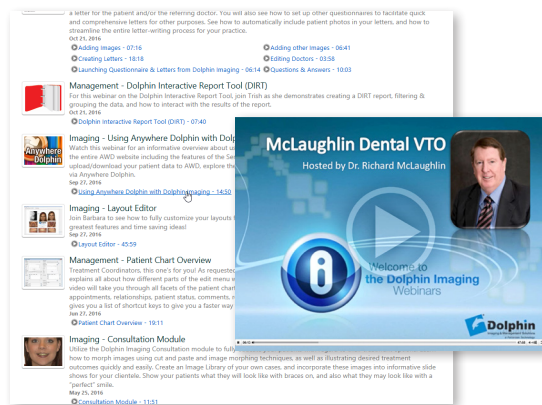 a letter for the patient and/or the referring doctor. You will also see how to set up other questionnaires to facilitate quick
and comprehensive letters for other purposes. See how to automatically include patient photos in your letters, and how to
streamline the entire letter-writing process for your practice.
Oct 21, 2016
Adding Images - 07:16
Adding other Images - 06:41
Creating Letters - 18:18
Editing Doctors - 03:58
Launching Questionnaire & Letters from Dolphin Imaging - 06:14
Questions & Answers - 10:03
Management - Dolphin Interactive Report Tool (DIRT)
For this webinar on the Dolphin Interactive Report Tool, join Trish as she demonstrates creating a DIRT report, filtering &
grouping the data, and how to interact with the results of the report.
Oct 21, 2016
Dolphin Interactive Report Tool (DIRT) - 07:40
Anywhere
Dolphin
Imaging - Using Anywhere Dolphin with Dolp
Watch this webinar for an informative overview about u
the entire AWD website including the features of the Se
upload/download your patient data to AWD, explore the
via Anywhere Dolphin.
Sep 27, 2016
Using Anywhere Dolphin with Dolphin Imaging - 14:30
Imaging - Layout Editor
Join Barbara to see how to fully customize your layouts
greatest features and time saving ideas!
Sep 27, 2016
Layout Editor - 45:59
Management - Patient Chart Overview
Treatment Coordinators, this one's for you! As requested
explains all about how different parts of the edit menu w
video will take you through all facets of the patient chart
appointments, relationships, patient status, comments,
gives you a list of shortcut keys to give you a faster way
Jun 27, 2016
Patient Chart Overview - 19:11
Imaging - Consultation Module
Utilize the Dolphin Imaging Consultation module to fully
how to morph images using cut and paste and image morphing techniques, as well as illustrating desired treatment
outcomes quickly and easily. Create an Image Library of your own cases, and incorporate these images into informative slide
shows for your clientele. Show your patients what they will look like with braces on, and also what they may look like with a
"perfect" smile.
May 25, 2016
Consultation Module - 11:51
McLaughlin Dental VTO
Hosted by Dr. Richard McLaughlin
Welcome to
the Dolphin Imaging
Webinars
Dolphin